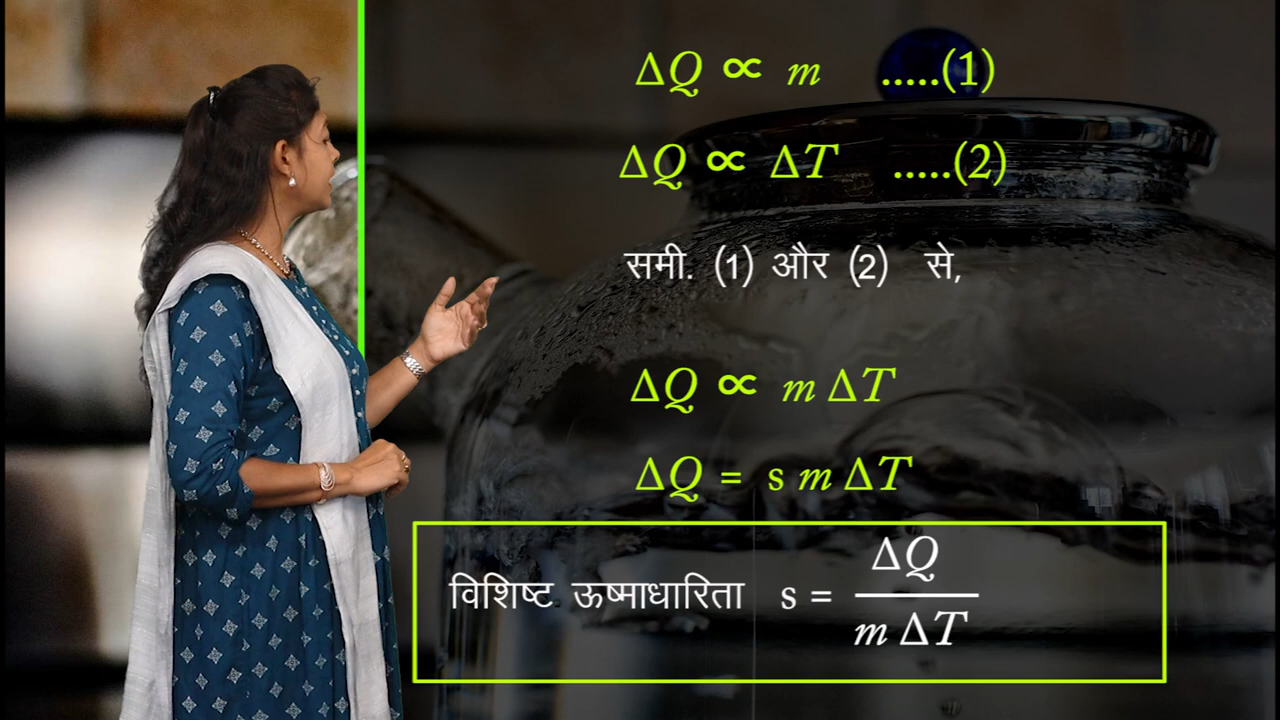 ΔQ ∝ m .....(1)
ΔQ ∝ ΔT .....(2)
समी. (1) और (2) से,
ΔQ ∝ m ΔT
ΔQ = s m ΔT
विशिष्ट ऊष्माधारिता s = ΔQ / m ΔT